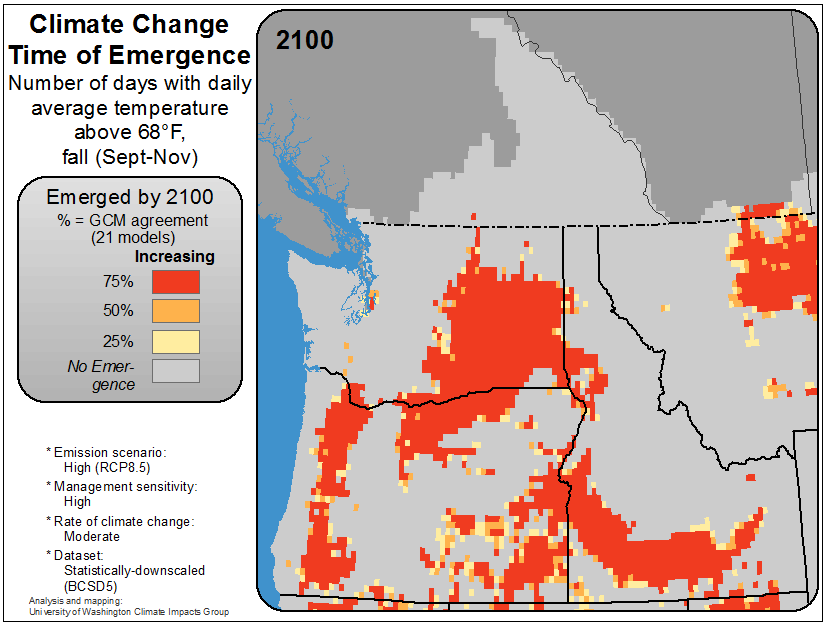 Climate Change
Time of Emergence
Number of days with daily
average temperature
above 68°F,
fall (Sept-Nov)
Emerged by 2100
% = GCM agreement
(21 models)
Increasing
75%
50%
25%
No Emer-
gence
* Emission scenario:
High (RCP8.5)
* Management sensitivity:
High
* Rate of climate change:
Moderate
* Dataset:
Statistically-downscaled
(BCSD5)
Analysis and mapping:
University of Washington Climate Impacts Group
2100